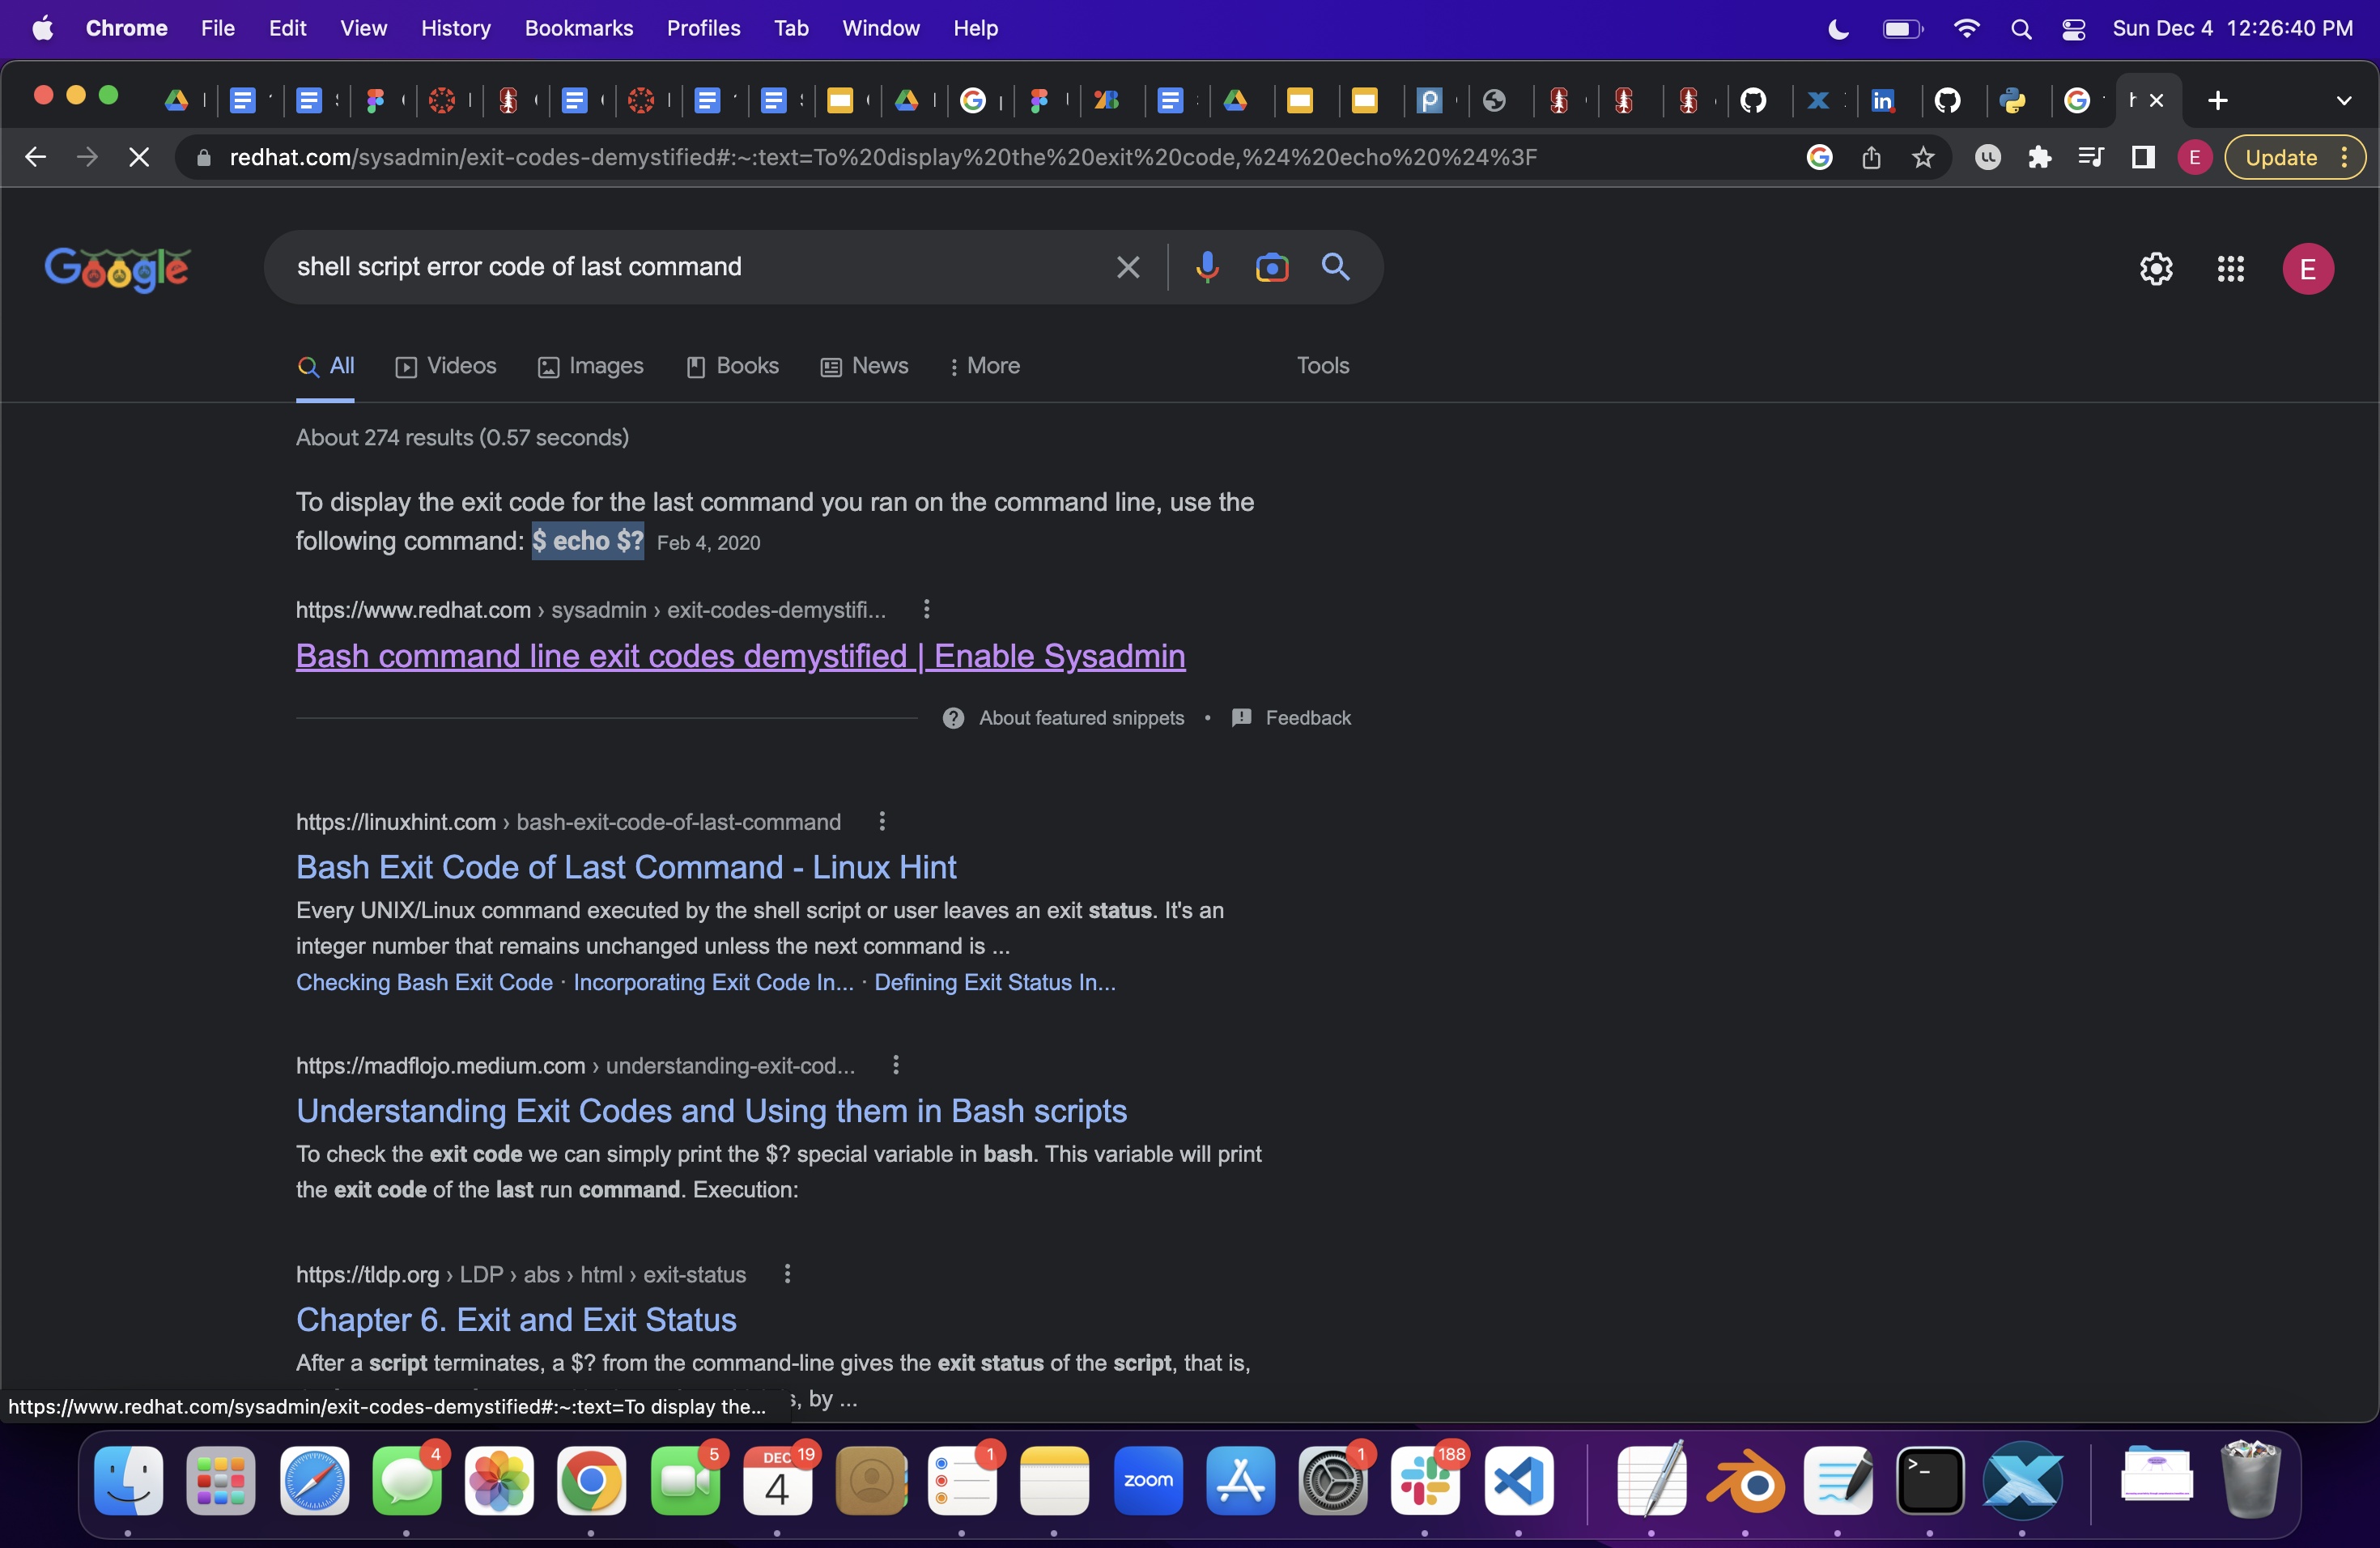 Chrome File Edit View History Bookmarks Profiles Tab Window Help Sun Dec 4 12:26:40 PM
redhat.com/sysadmin/exit-codes-demystified#:~:text=To%20display%20the%20exit%20code,%24%20echo%20%24%3F E Update
Google shell script error code of last command E
All Videos Images Books News More Tools
About 274 results (0.57 seconds)
To display the exit code for the last command you ran on the command line, use the
following command: $ echo $? Feb 4, 2020
https://www.redhat.com › sysadmin › exit-codes-demystifi...
Bash command line exit codes demystified | Enable Sysadmin
About featured snippets • Feedback
https://linuxhint.com › bash-exit-code-of-last-command
Bash Exit Code of Last Command - Linux Hint
Every UNIX/Linux command executed by the shell script or user leaves an exit status. It's an
integer number that remains unchanged unless the next command is ...
Checking Bash Exit Code · Incorporating Exit Code In... · Defining Exit Status In...
https://madflojo.medium.com › understanding-exit-cod...
Understanding Exit Codes and Using them in Bash scripts
To check the exit code we can simply print the $? special variable in bash. This variable will print
the exit code of the last run command. Execution:
https://tldp.org › LDP › abs › html › exit-status
Chapter 6. Exit and Exit Status
After a script terminates, a $? from the command-line gives the exit status of the script, that is,
by ...
https://www.redhat.com/sysadmin/exit-codes-demystified#:~:text=To display the...
4 5 DEC 4 19 1 zoom 1 188